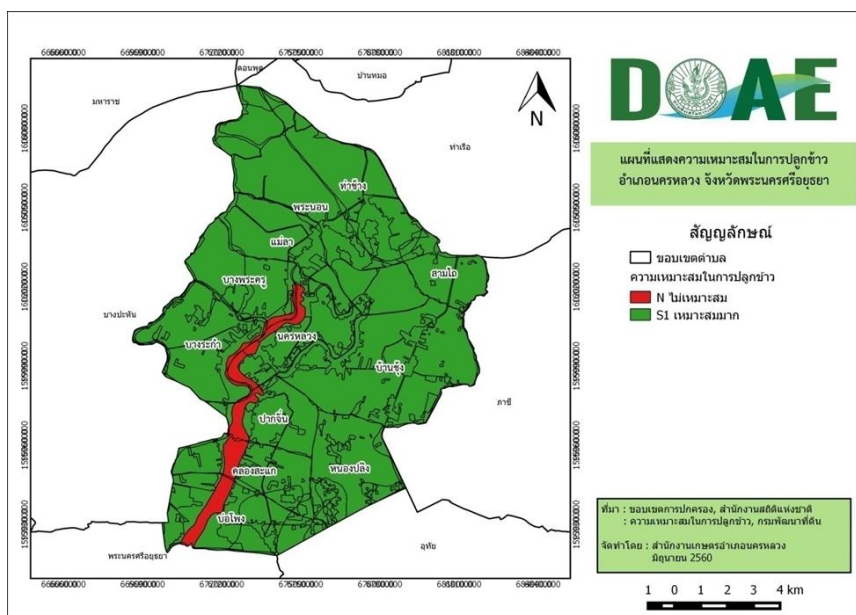 ดอนพุด
บ้านหมอ
มหาราช
ท่าเรือ
N
ท่าช้าง
พระนอน
แม่ลา
สามไถ
บางพระครู
บางปะหัน
บางระกำ
นครหลวง
บ้านชุ้ง
ภาชี
ปากจั่น
คลองสะแก
หนองปลิง
บ่อโพง
พระนครศรีอยุธยา
อุทัย
DOAE
แผนที่แสดงความเหมาะสมในการปลูกข้าว
อำเภอนครหลวง จังหวัดพระนครศรีอยุธยา
สัญญลักษณ์
ขอบเขตตำบล
ความเหมาะสมในการปลูกข้าว
N ไม่เหมาะสม
S1 เหมาะสมมาก
ที่มา : ขอบเขตการปกครอง, สำนักงานสถิติแห่งชาติ
: ความเหมาะสมในการปลูกข้าว, กรมพัฒนาที่ดิน
จัดทำโดย : สำนักงานเกษตรอำเภอนครหลวง
มิถุนายน 2560
1 0 1 2 3 4 km